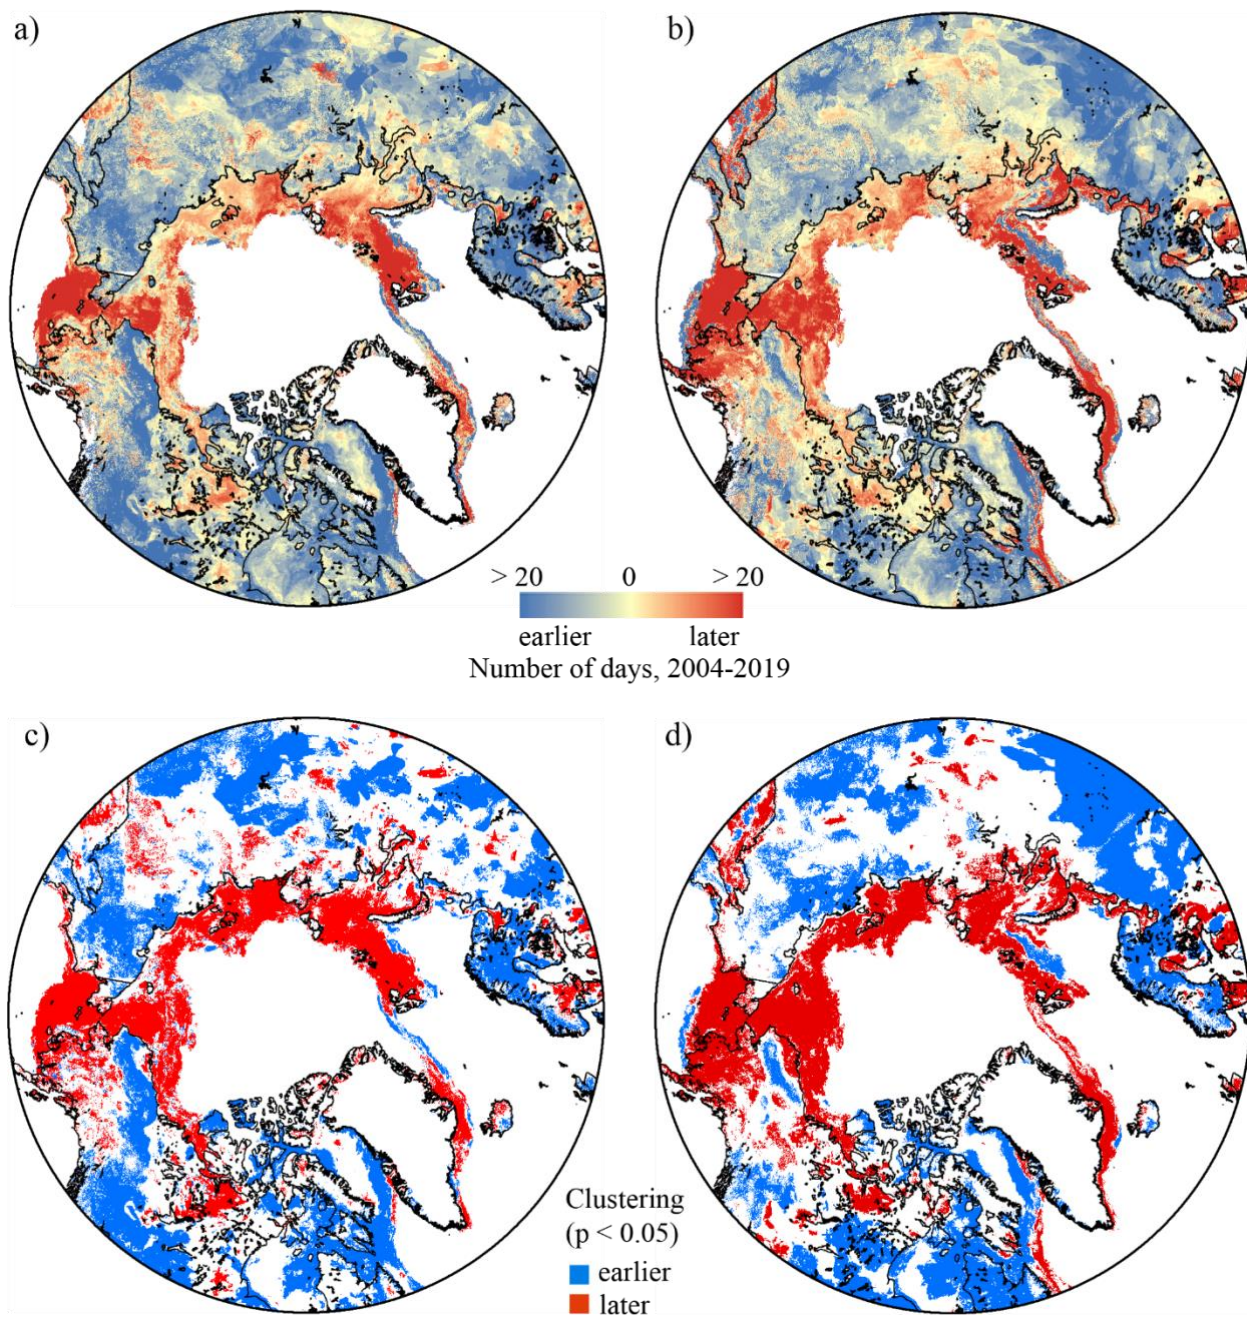 a)
b)
> 20 0 > 20
earlier later
Number of days, 2004-2019
c)
d)
Clustering
(p < 0.05)
earlier
later